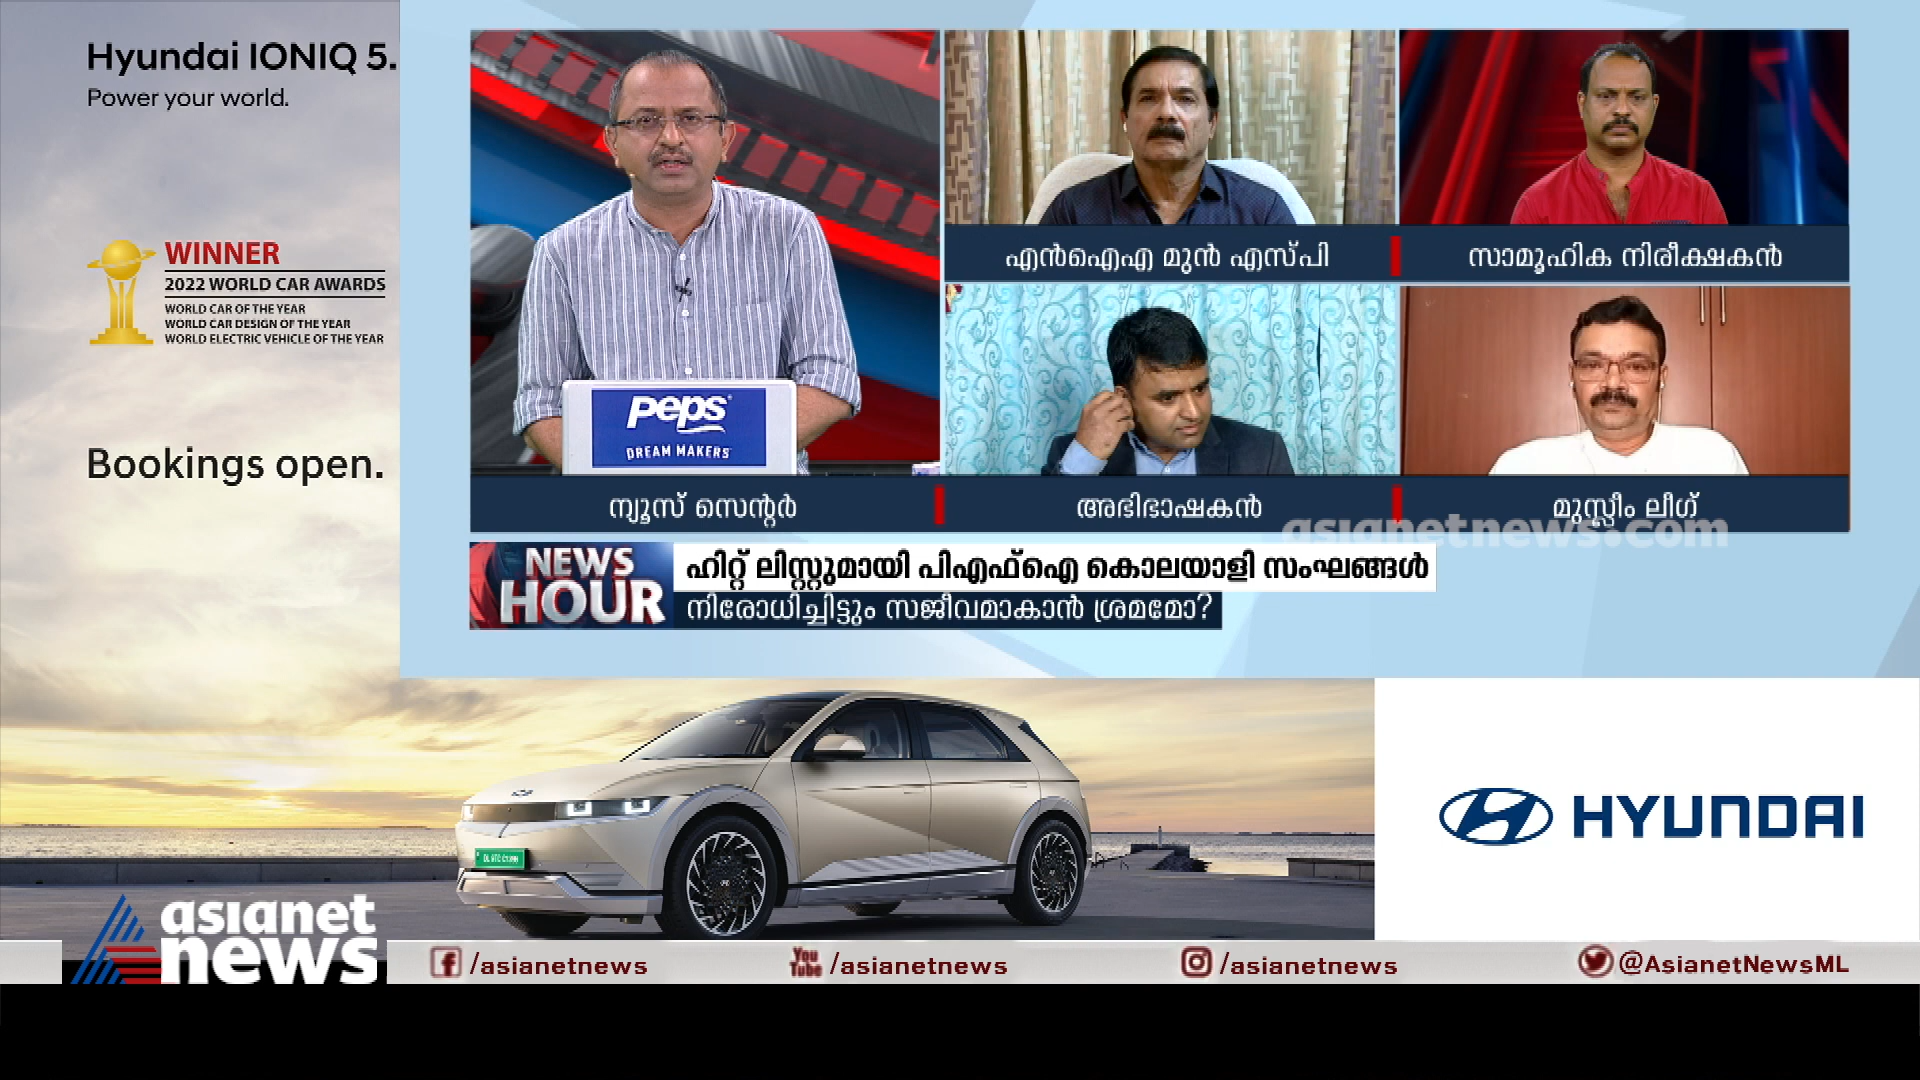 Hyundai IONIQ 5.
Power your world.
WINNER
2022 WORLD CAR AWARDS
WORLD CAR OF THE YEAR
WORLD CAR DESIGN OF THE YEAR
WORLD ELECTRIC VEHICLE OF THE YEAR
Bookings open.
peps
DREAM MAKERS
എൻഐഎ മുൻ എസ്പി
സാമൂഹിക നിരീക്ഷകൻ
ന്യൂസ് സെന്റർ
അഭിഭാഷകൻ
മുസ്ലീം ലീഗ്
asianetnews.com
NEWS
HOUR
ഹിറ്റ് ലിസ്റ്റുമായി പിഎഫ്ഐ കൊലയാളി സംഘങ്ങൾ
നിരോധിച്ചിട്ടും സജീവമാകാൻ ശ്രമമോ?
HYUNDAI
asianet
news
/asianetnews
You
Tube
/asianetnews
/asianetnews
@AsianetNewsML